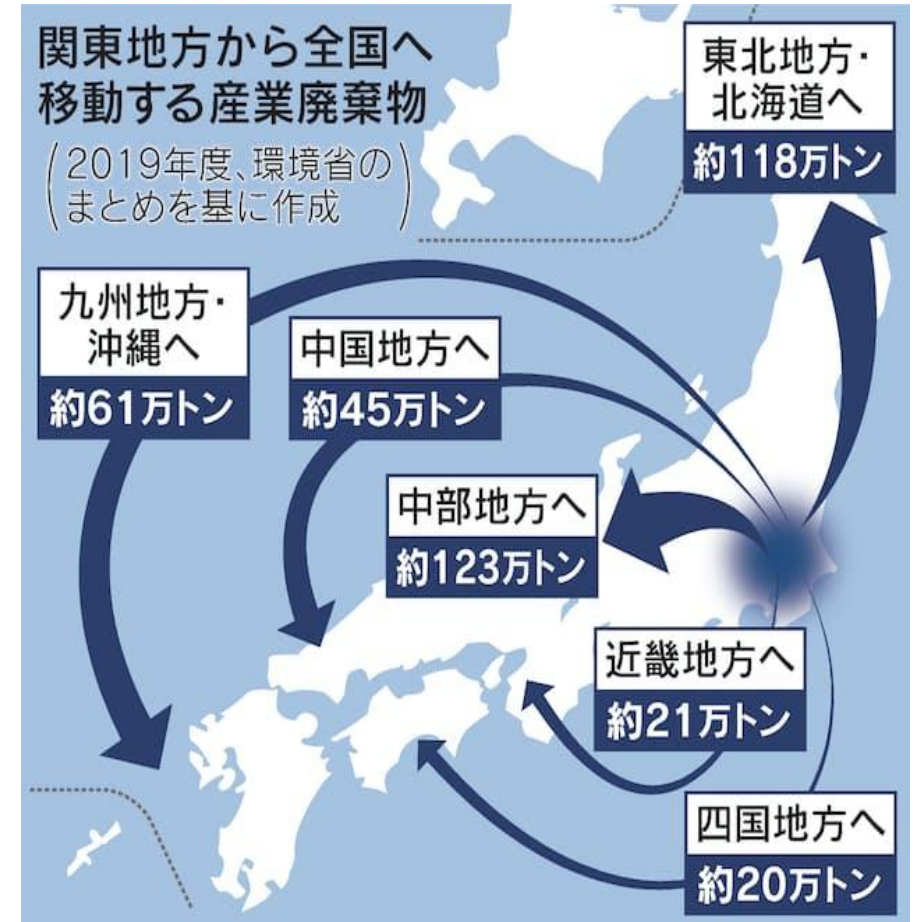 関東地方から全国へ
移動する産業廃棄物
(2019年度、環境省の
まとめを基に作成)
東北地方・
北海道へ
約118万トン
九州地方・
沖縄へ
約61万トン
中国地方へ
約45万トン
中部地方へ
約123万トン
近畿地方へ
約21万トン
四国地方へ
約20万トン